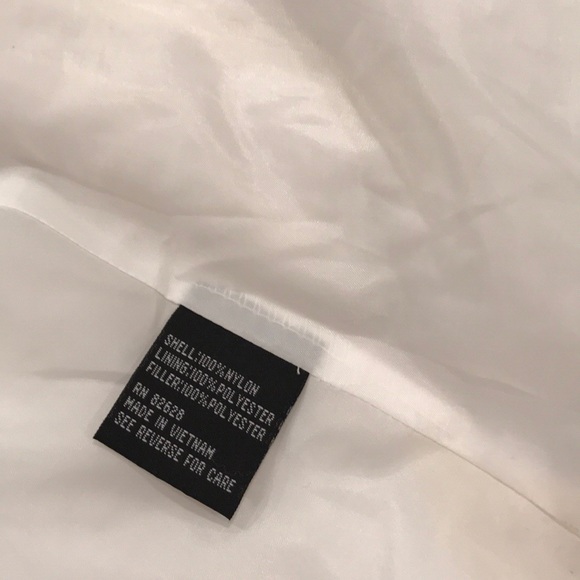 SHELL:100%NYLON
LINING:100%POLYESTER
FILLER:100%POLYESTER
RN 82628
MADE IN VIETNAM
SEE REVERSE FOR CARE